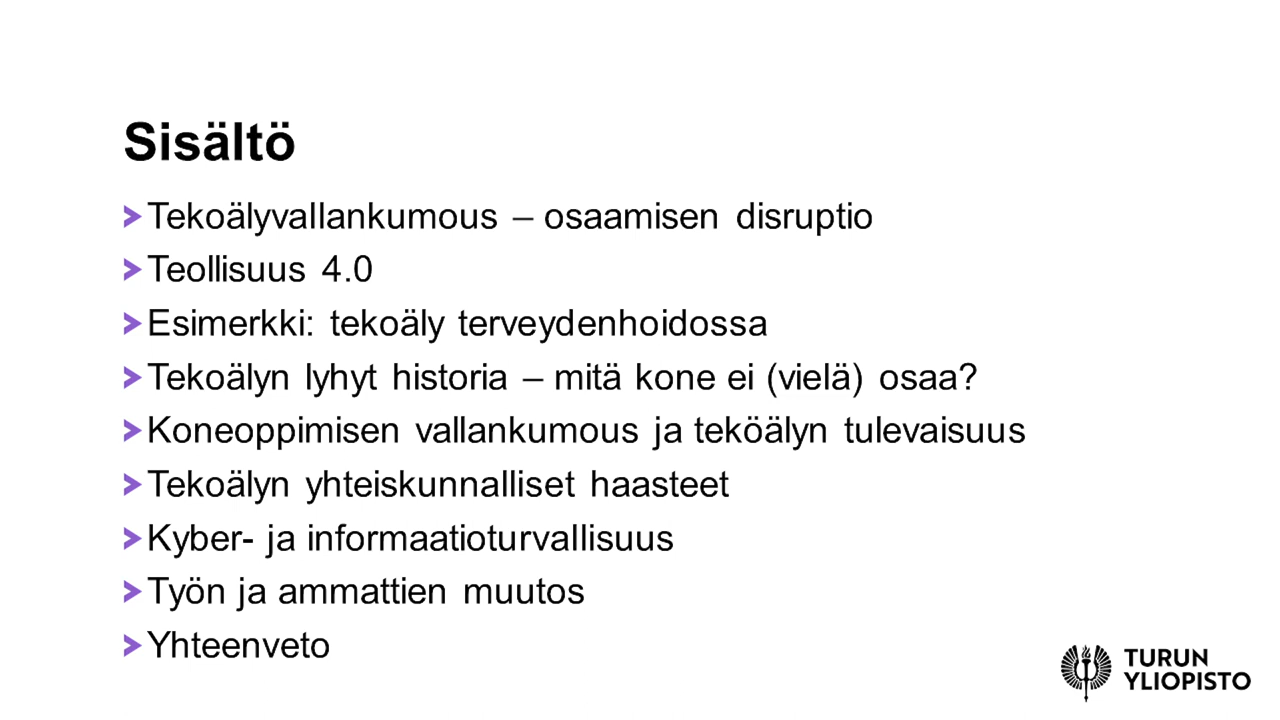 Sisältö
Tekoälyvallankumous – osaamisen disruptio
Teollisuus 4.0
Esimerkki: tekoäly terveydenhoidossa
Tekoälyn lyhyt historia – mitä kone ei (vielä) osaa?
Koneoppimisen vallankumous ja teköälyn tulevaisuus
Tekoälyn yhteiskunnalliset haasteet
Kyber- ja informaatioturvallisuus
Työn ja ammattien muutos
Yhteenveto
TURUN
YLIOPISTO